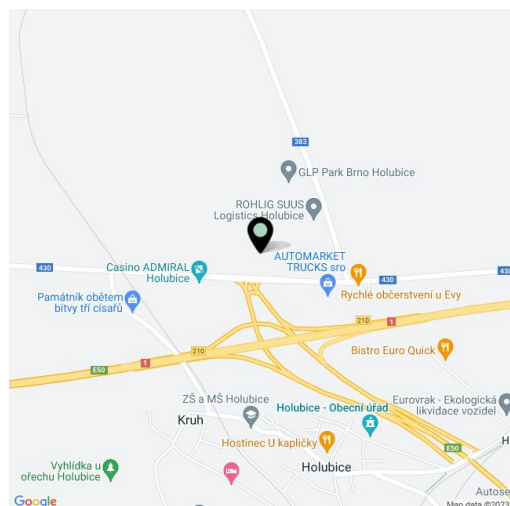 383
GLP Park Brno Holubice
ROHLIG SUUS
Logistics Holubice
430
Casino ADMIRAL
Holubice
AUTOMARKET
TRUCKS sro
430
430
Rychlé občerstvení u Evy
Památník obětem
bitvy tří císařů
210
1
210
Bistro Euro Quick
1
E50
ZŠ a MŠ Holubice
Holubice - Obecní úřad
Eurovrak - Ekologická
likvidace vozidel
Kruh
Hostinec U kapličky
E50
H
Vyhlídka u
ořechu Holubice
Holubice
Autose
Google
Map data ©2023